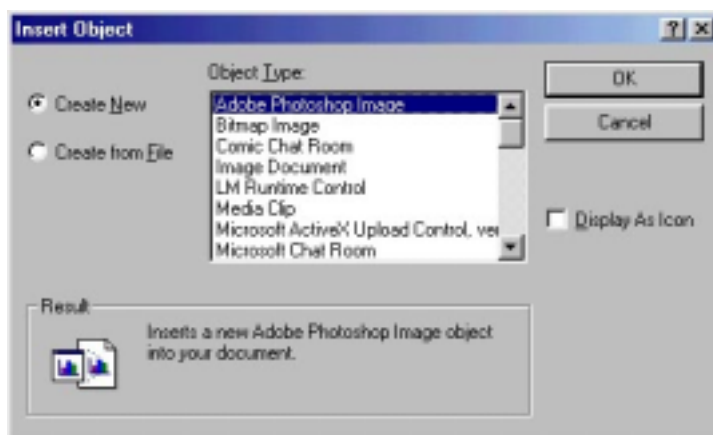 Insert Object
Object Type:
Create New
Create from File
Adobe Photoshop Image
Bitmap Image
Comic Chat Room
Image Document
LM Runtime Control
Media Clip
Microsoft ActiveX Upload Control, ver
Microsoft Chat Room
OK
Cancel
Display As Icon
Result
Inserts a new Adobe Photoshop Image object
into your document.